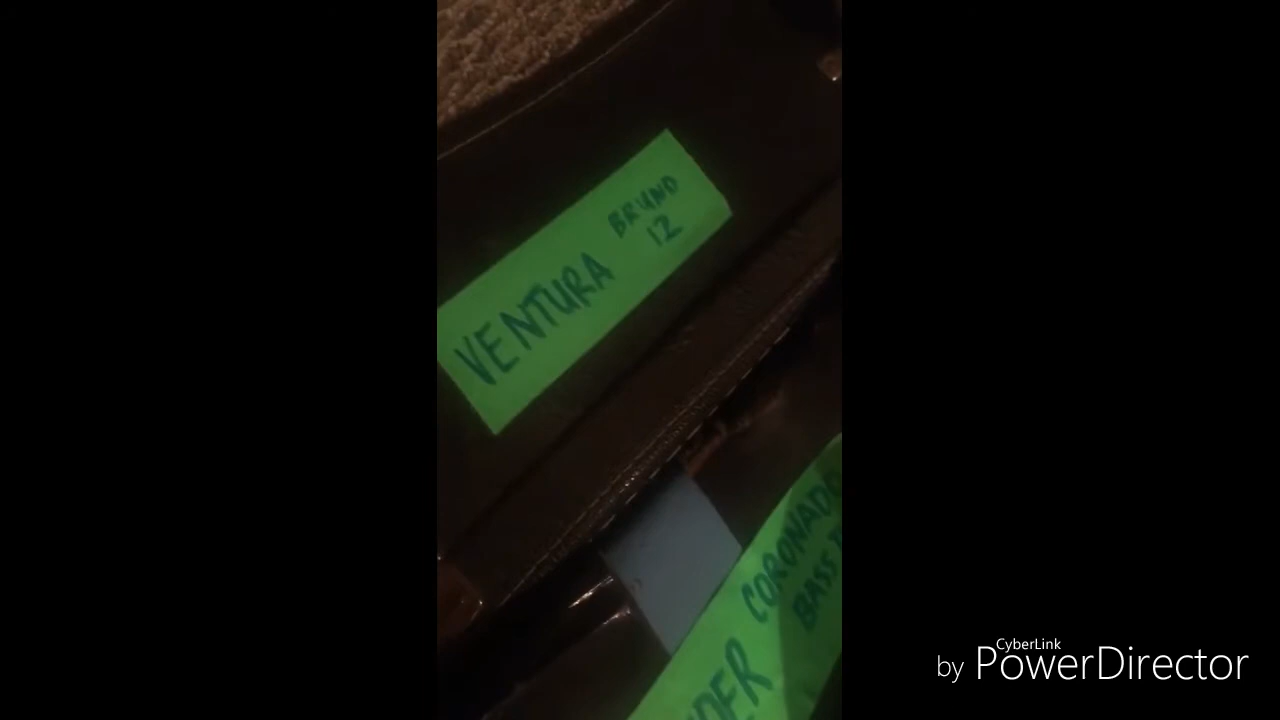 VENTURA BRUNO
12
CORONADO
BASS
CyberLink
by PowerDirector